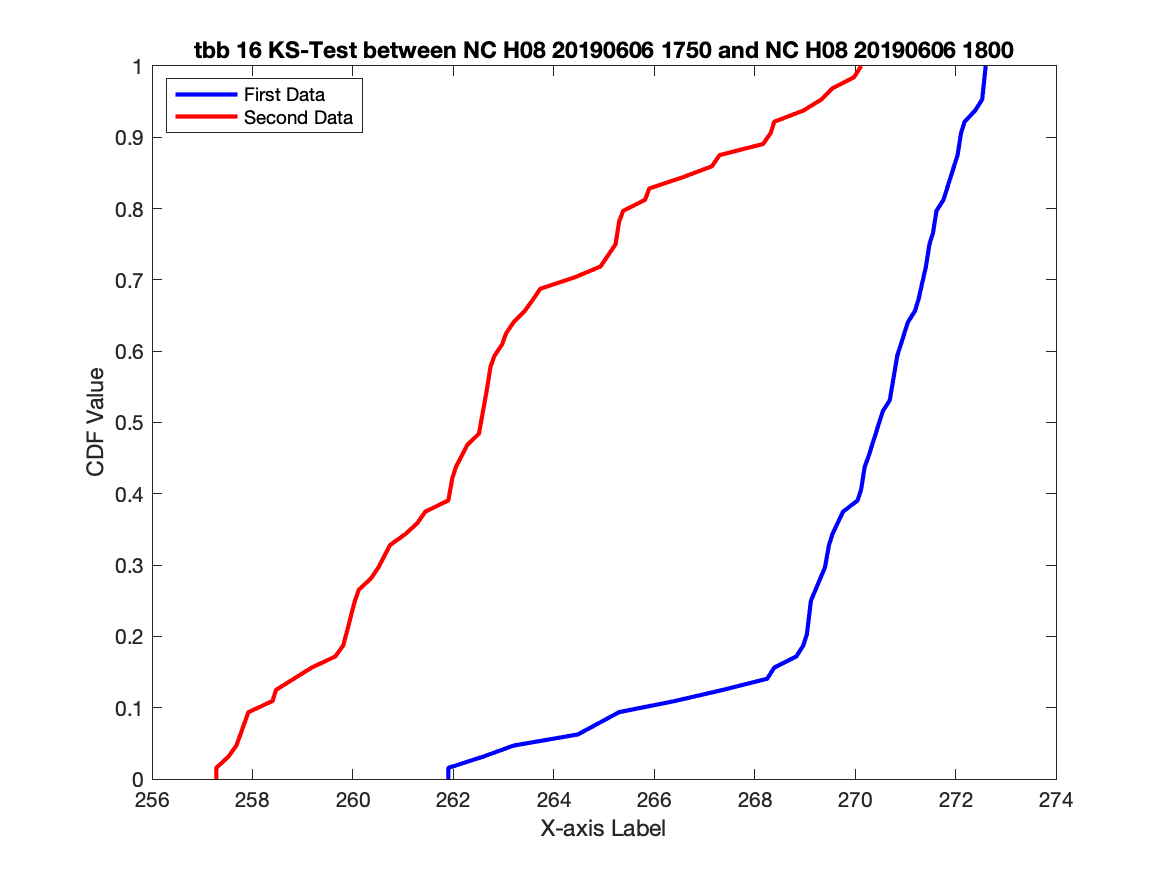 tbb 16 KS-Test between NC H08 20190606 1750 and NC H08 20190606 1800
First Data
Second Data
1
0.9
0.8
0.7
0.6
0.5
0.4
0.3
0.2
0.1
0
CDF Value
256 258 260 262 264 266 268 270 272 274
X-axis Label